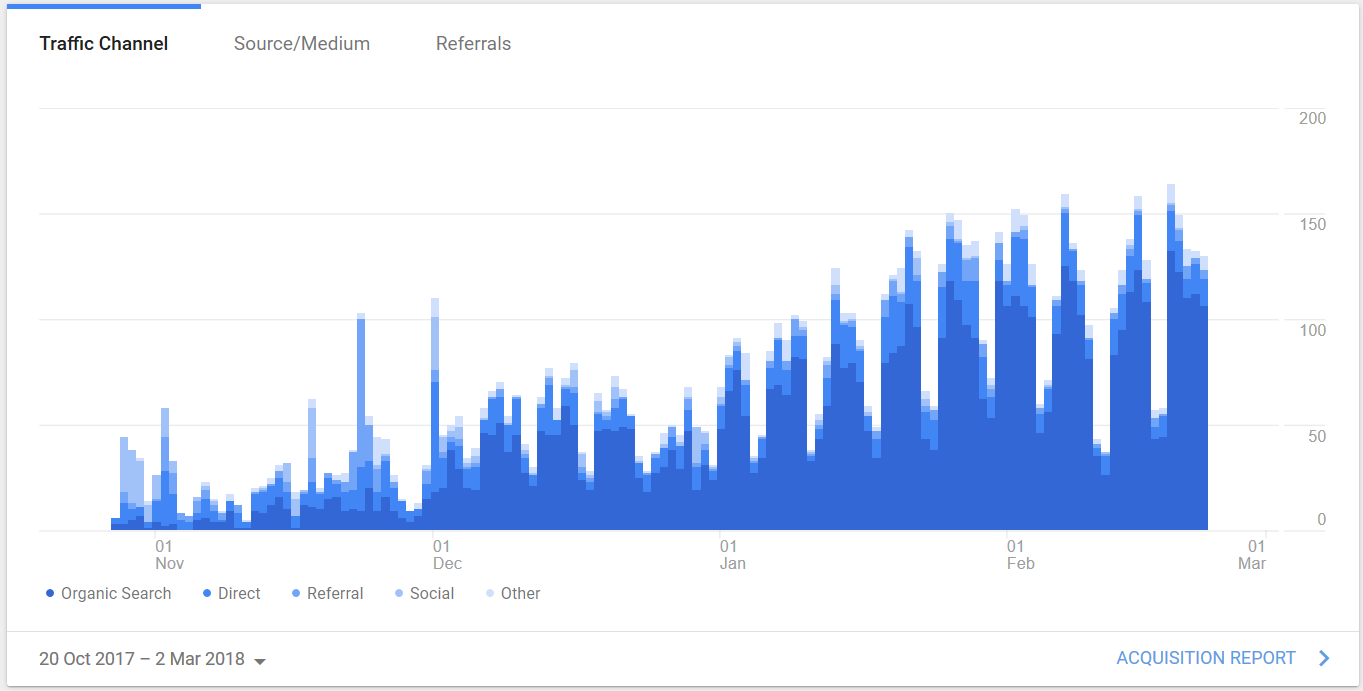 Traffic Channel Source/Medium Referrals
200
150
100
50
0
01 01 01 01 01
Nov Dec Jan Feb Mar
Organic Search Direct Referral Social Other
20 Oct 2017 – 2 Mar 2018 ACQUISITION REPORT